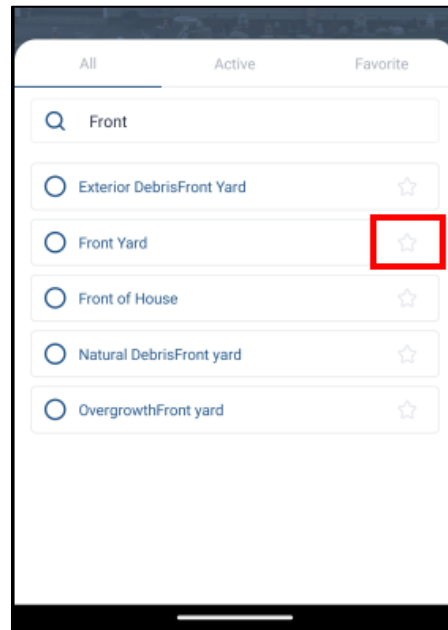 All Active Favorite
Front
Exterior DebrisFront Yard
Front Yard
Front of House
Natural DebrisFront yard
OvergrowthFront yard